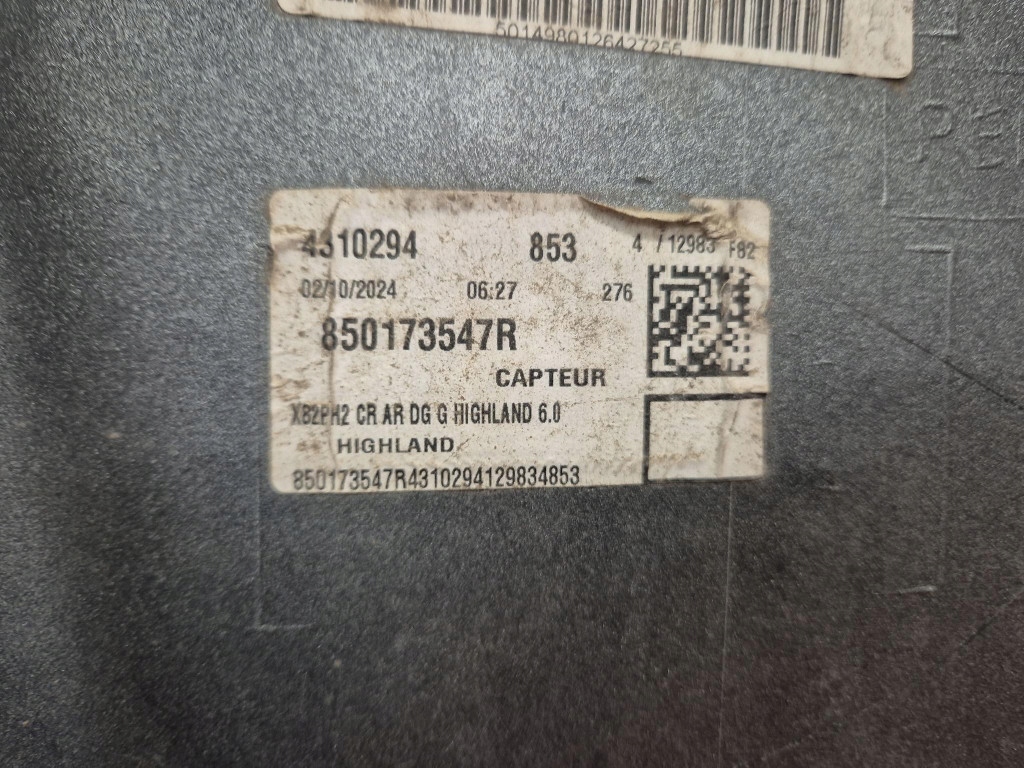 5014980126427255
4310294 853 4 / 12983 F82
02/10/2024 06:27 276
850173547R
CAPTEUR
XB2PH2 CR AR DG G HIGHLAND 6.0
HIGHLAND
850173547R4310294129834853